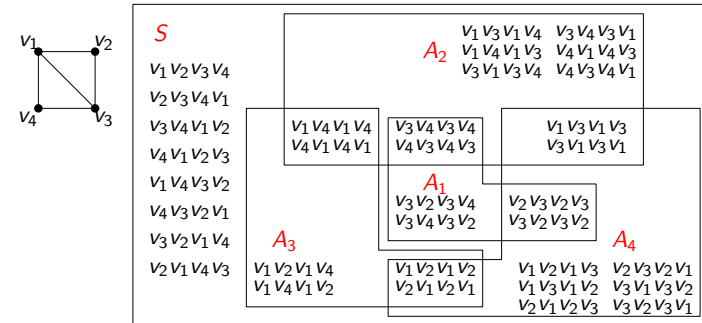 v₁ v₂
v₄ v₃
S
v₁v₂v₃v₄
v₂v₃v₄v₁
v₃v₄v₁v₂
v₄v₁v₂v₃
v₁v₄v₃v₂
v₄v₃v₂v₁
v₃v₂v₁v₄
v₂v₁v₄v₃
A₂
v₁v₃v₁v₄ v₃v₄v₃v₁
v₁v₄v₁v₃ v₄v₁v₄v₃
v₃v₁v₃v₄ v₄v₃v₄v₁
v₁v₄v₁v₄ v₃v₄v₃v₄ v₁v₃v₁v₃
v₄v₁v₄v₁ v₄v₃v₄v₃ v₃v₁v₃v₁
A₁
v₃v₂v₃v₄ v₂v₃v₂v₃
v₃v₄v₃v₂ v₃v₂v₃v₂
A₃ A₄
v₁v₂v₁v₄ v₁v₂v₁v₂ v₁v₂v₁v₃ v₂v₃v₂v₁
v₁v₄v₁v₂ v₂v₁v₂v₁ v₁v₃v₁v₂ v₃v₁v₃v₂
v₂v₁v₂v₃ v₃v₂v₃v₁